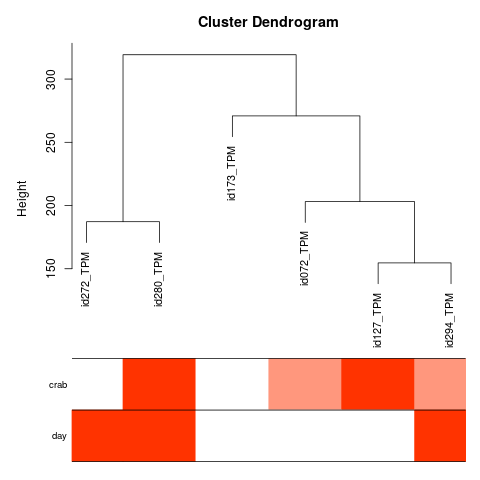 Cluster Dendrogram
Height
300
250
200
150
id272_TPM
id280_TPM
id173_TPM
id072_TPM
id127_TPM
id294_TPM
crab
day